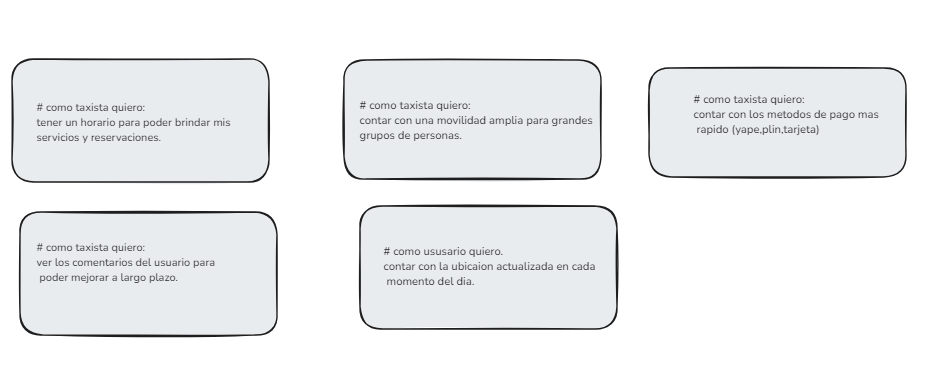 # como taxista quiero:
tener un horario para poder brindar mis
servicios y reservaciones.
# como taxista quiero:
contar con una movilidad amplia para grandes
grupos de personas.
# como taxista quiero:
contar con los metodos de pago mas
rapido (yape,plin,tarjeta)
# como taxista quiero:
ver los comentarios del usuario para
poder mejorar a largo plazo.
# como ususario quiero.
contar con la ubicaion actualizada en cada
momento del dia.